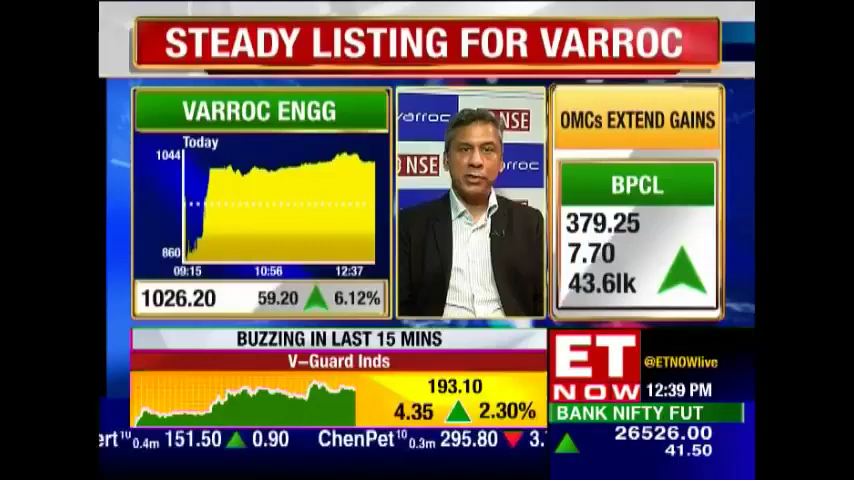 STEADY LISTING FOR VARROC
VARROC ENGG
Today
1044
860
09:15 10:56 12:37
1026.20 59.20 6.12%
varroc NSE
NSE varroc
OMCs EXTEND GAINS
BPCL
379.25
7.70
43.6lk
BUZZING IN LAST 15 MINS
V-Guard Inds
193.10
4.35 2.30%
ET
NOW
@ETNOWlive
12:39 PM
BANK NIFTY FUT
26526.00
41.50
ert 0.4m 151.50 0.90 ChenPet 0.3m 295.80 3.